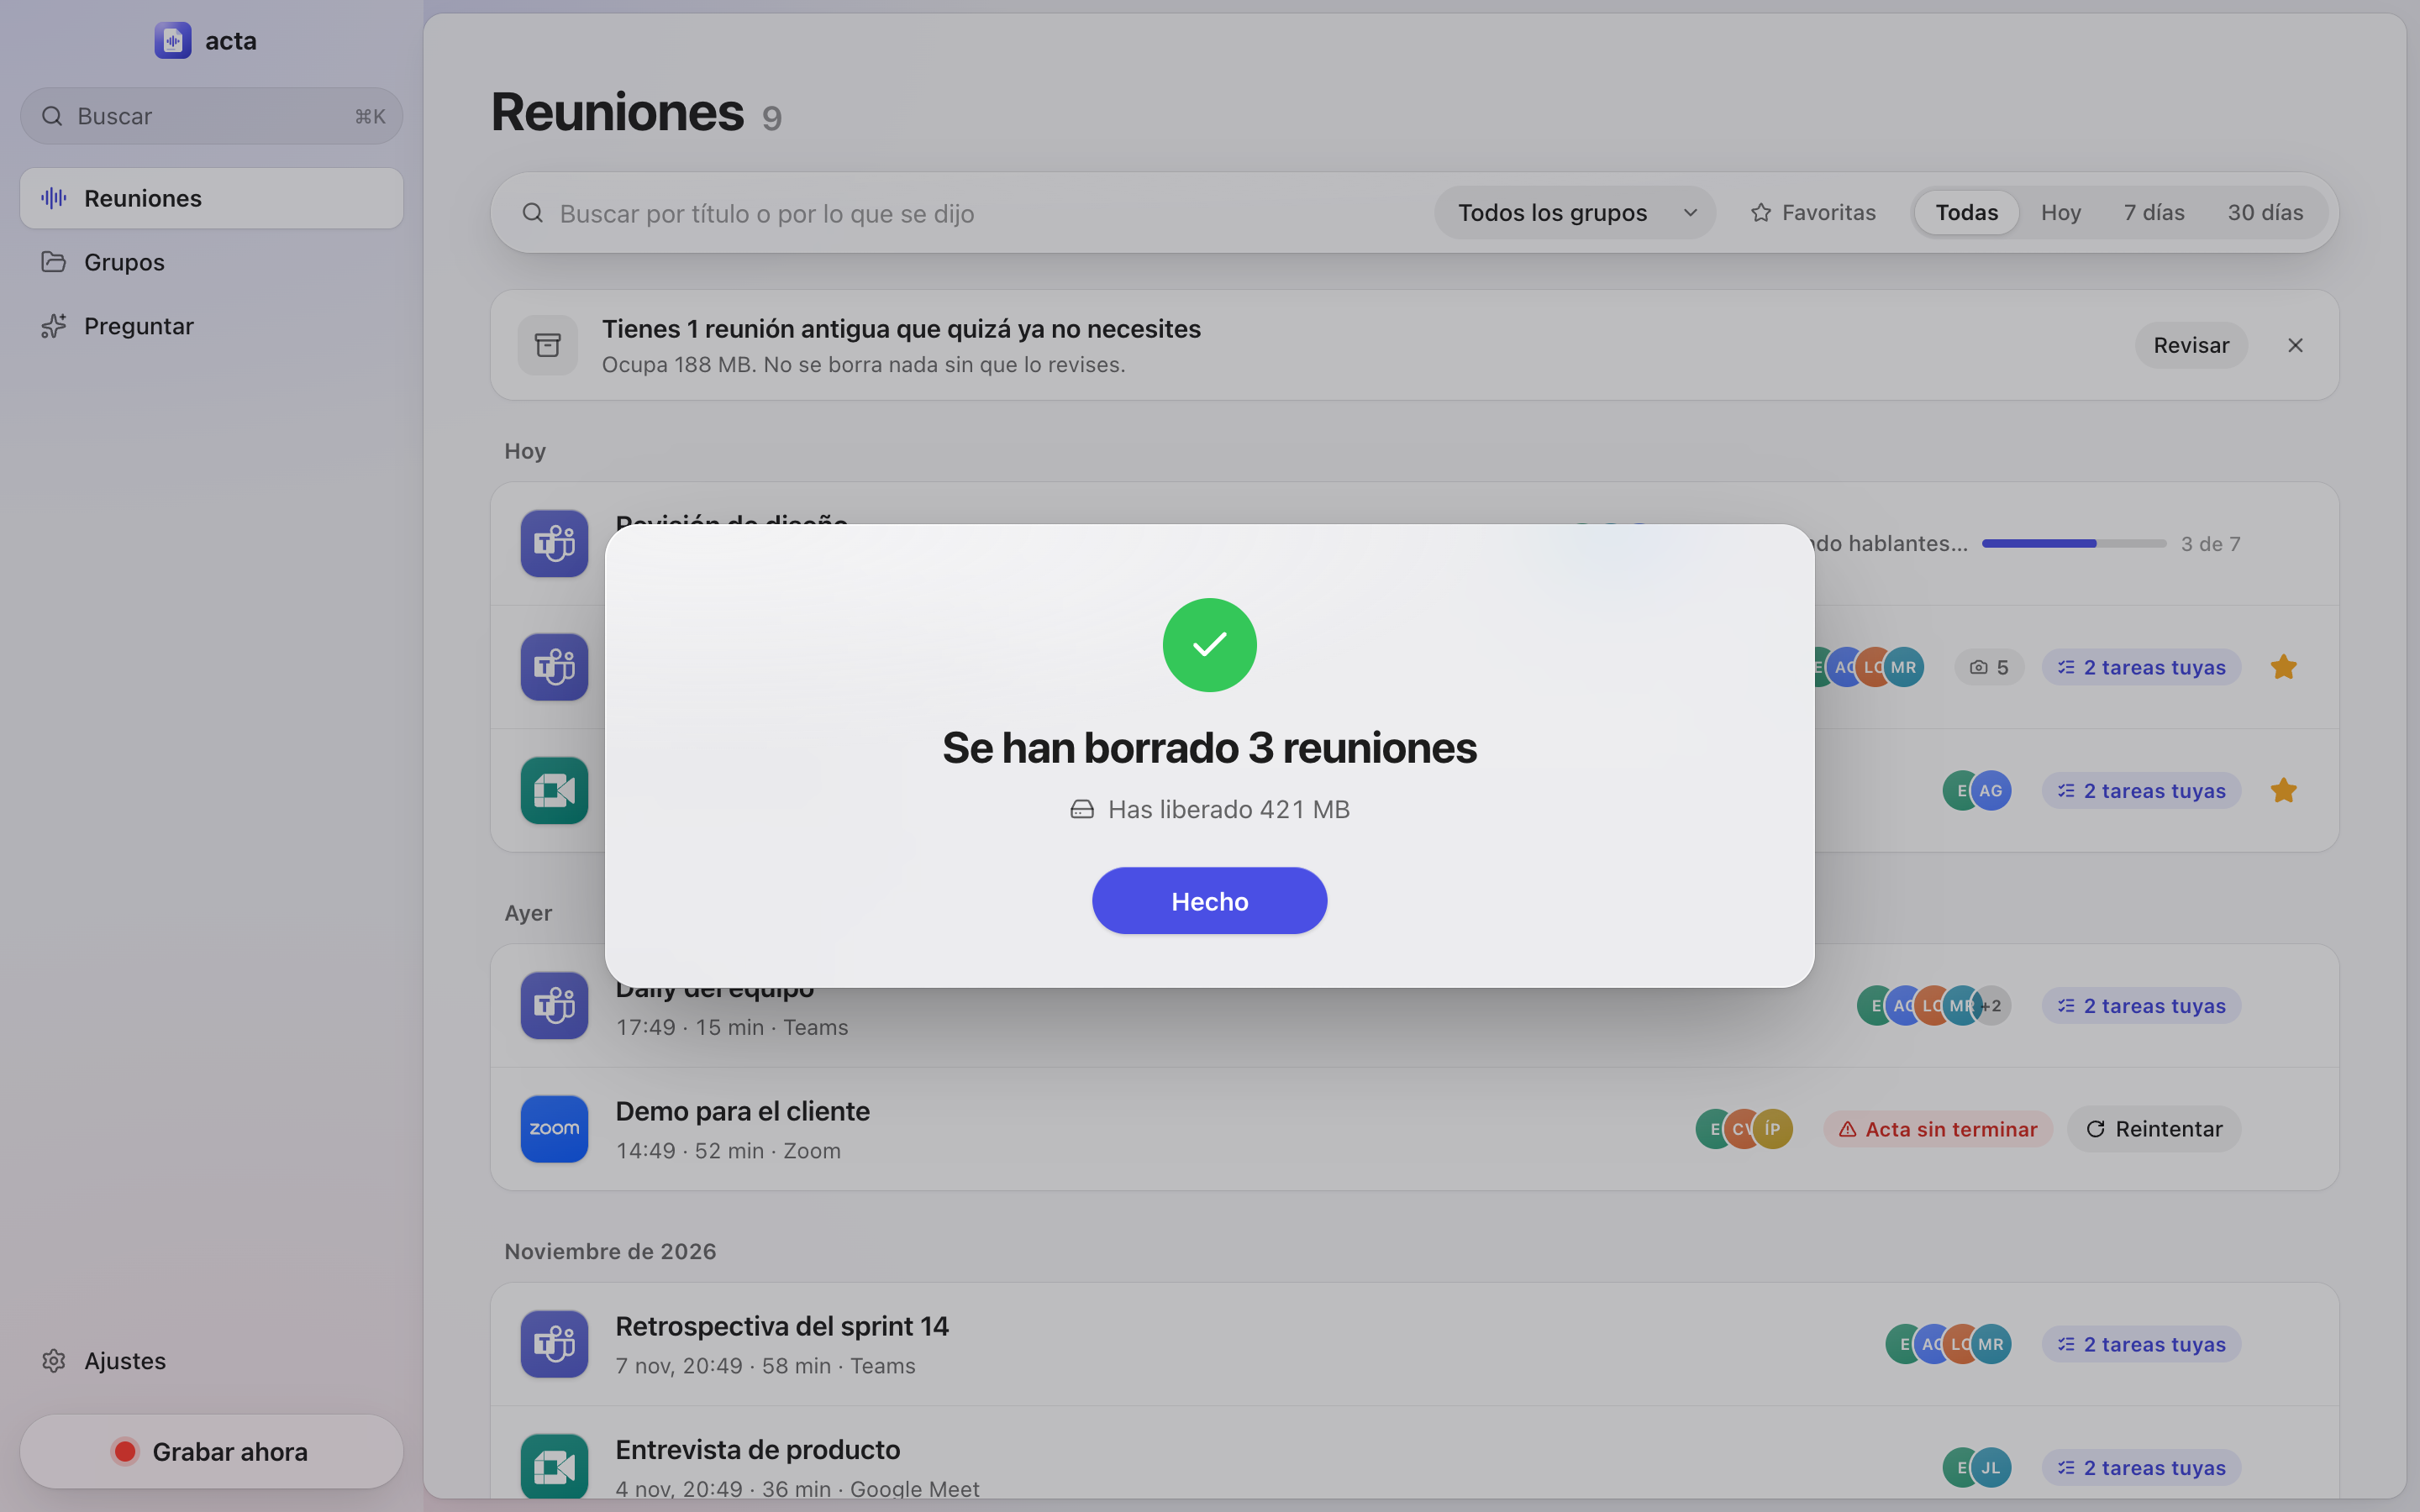 acta
Buscar ⌘K
Reuniones
Grupos
Preguntar
Ajustes
Grabar ahora
Reuniones 9
Buscar por título o por lo que se dijo
Todos los grupos
Favoritas
Todas
Hoy
7 días
30 días
Tienes 1 reunión antigua que quizá ya no necesites
Ocupa 188 MB. No se borra nada sin que lo revises.
Revisar
Hoy
Revisión de diseño
hablantes... 3 de 7
E LC MR 5 2 tareas tuyas
E AG 2 tareas tuyas
Se han borrado 3 reuniones
Has liberado 421 MB
Hecho
Ayer
Daily del equipo
17:49 · 15 min · Teams
E LC MR +2 2 tareas tuyas
Demo para el cliente
14:49 · 52 min · Zoom
zoom
E CV ÍP Acta sin terminar Reintentar
Noviembre de 2026
Retrospectiva del sprint 14
7 nov, 20:49 · 58 min · Teams
E LC MR 2 tareas tuyas
Entrevista de producto
4 nov, 20:49 · 36 min · Google Meet
E JL 2 tareas tuyas